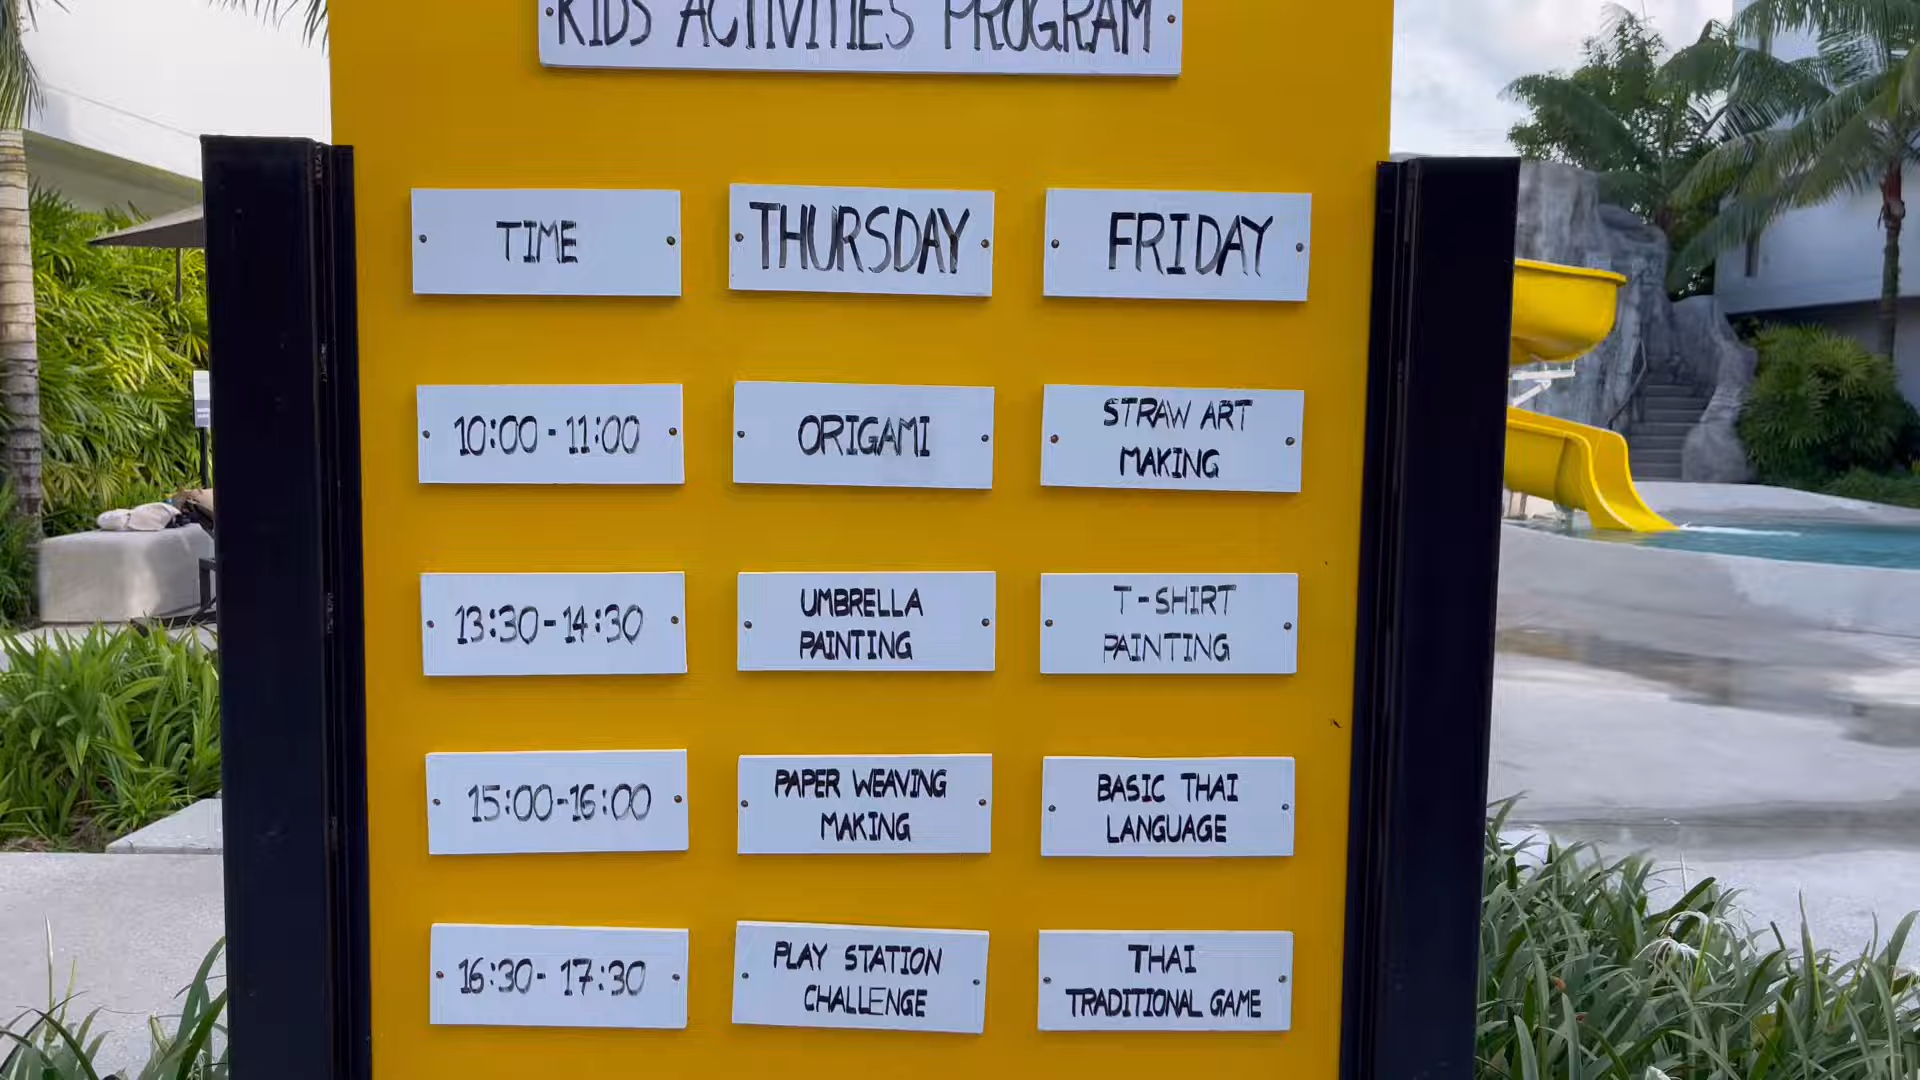 KIDS ACTIVITIES PROGRAM
TIME THURSDAY FRIDAY
10:00 - 11:00 ORIGAMI STRAW ART
MAKING
13:30-14:30 UMBRELLA
PAINTING T-SHIRT
PAINTING
15:00-16:00 PAPER WEAVING
MAKING BASIC THAI
LANGUAGE
16:30- 17:30 PLAY STATION
CHALLENGE THAI
TRADITIONAL GAME